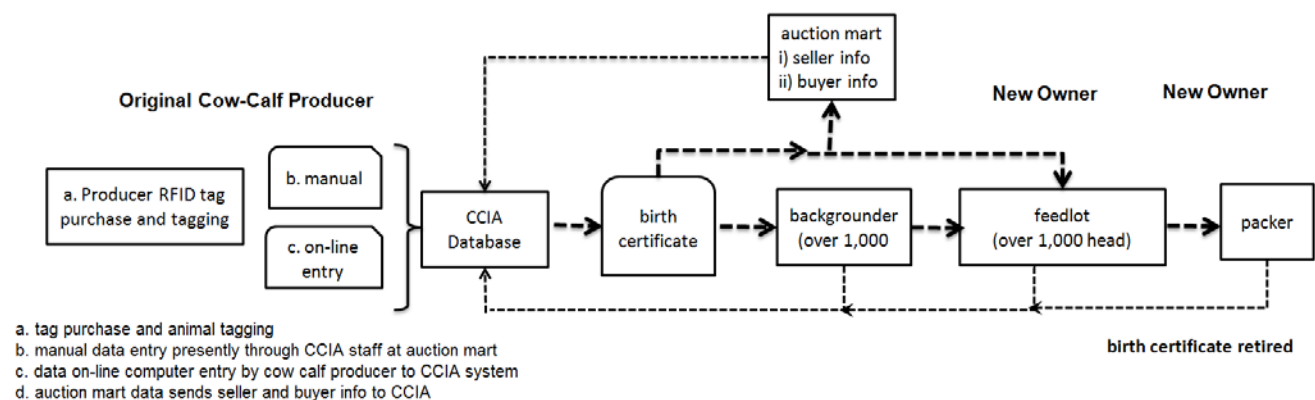 auction mart
i) seller info
ii) buyer info
Original Cow-Calf Producer
New Owner
New Owner
a. Producer RFID tag
purchase and tagging
b. manual
c. on-line
entry
CCIA
Database
birth
certificate
backgrounder
(over 1,000
feedlot
(over 1,000 head)
packer
birth certificate retired
a. tag purchase and animal tagging
b. manual data entry presently through CCIA staff at auction mart
c. data on-line computer entry by cow calf producer to CCIA system
d. auction mart data sends seller and buyer info to CCIA